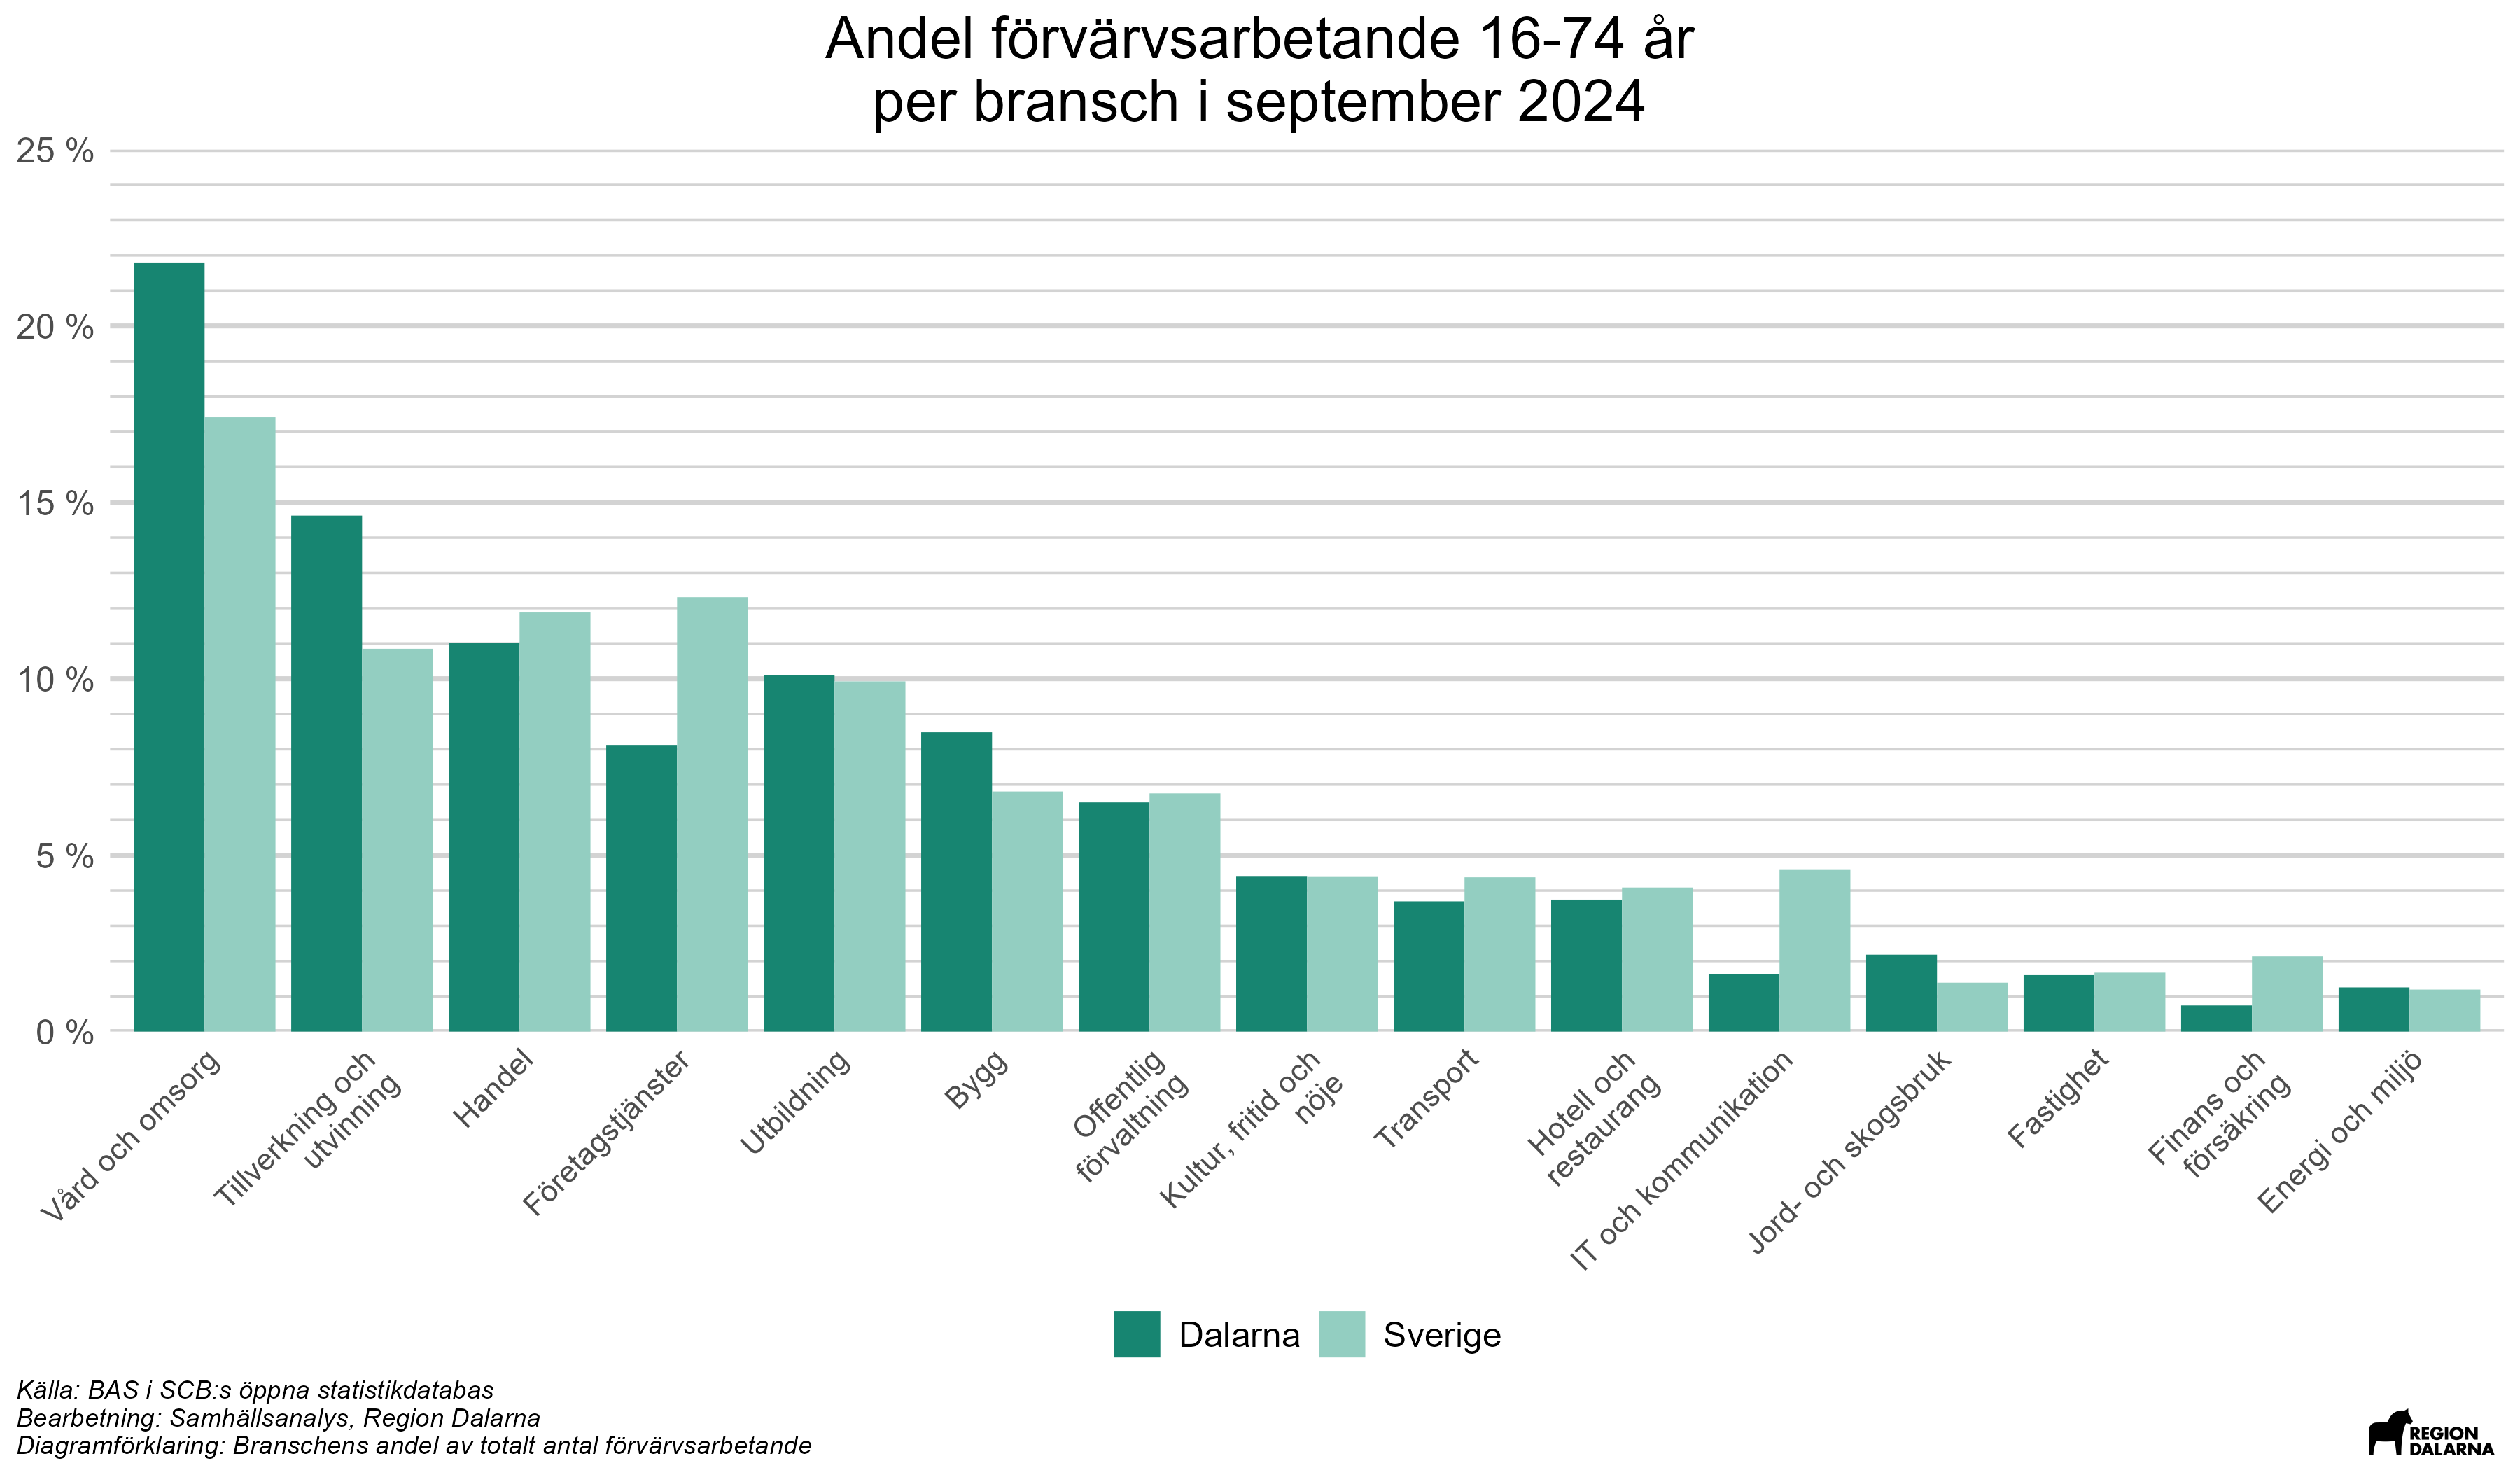 Andel förvärvsarbetande 16-74 år
per bransch i september 2024
25 %
20 %
15 %
10 %
5 %
0 %
Vård och omsorg
Tillverkning och
utvinning
Handel
Företagstjänster
Utbildning
Bygg
Offentlig
förvaltning
Kultur, fritid och
nöje
Transport
Hotell och
restaurang
IT och kommunikation
Jord- och skogsbruk
Fastighet
Finans och
försäkring
Energi och miljö
Dalarna
Sverige
Källa: BAS i SCB:s öppna statistikdatabas
Bearbetning: Samhällsanalys, Region Dalarna
Diagramförklaring: Branschens andel av totalt antal förvärvsarbetande
REGION
DALARNA